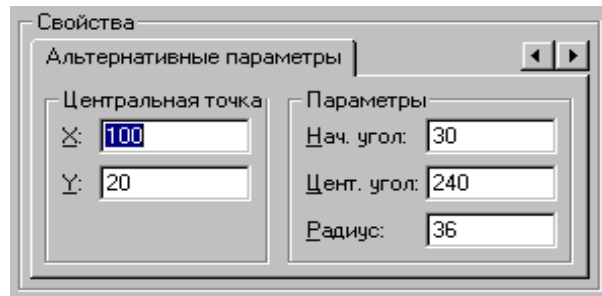 Свойства
Альтернативные параметры
Центральная точка
X: 100
Y: 20
Параметры
Нач. угол: 30
Цент. угол: 240
Радиус: 36